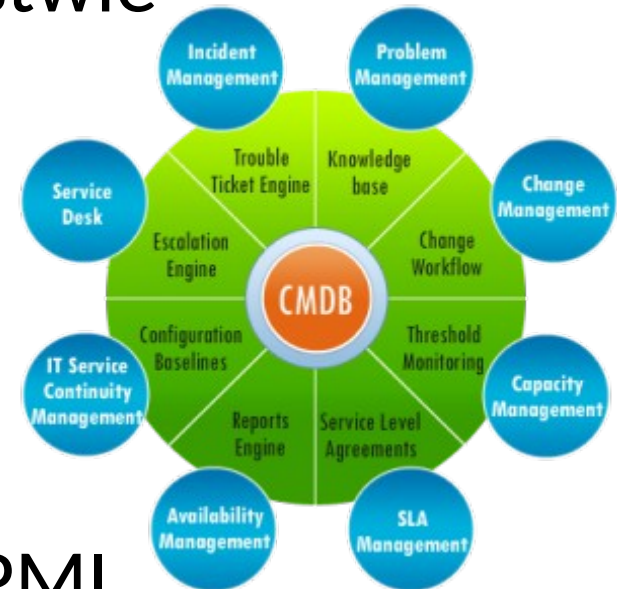 Incident
Management
Problem
Management
Trouble
Ticket Engine
Knowledge
base
Service
Desk
Change
Management
Escalation
Engine
Change
Workflow
CMDB
Configuration
Baselines
Threshold
Monitoring
IT Service
Continuity
Management
Capacity
Management
Reports
Engine
Service Level
Agreements
Availability
Management
SLA
Management